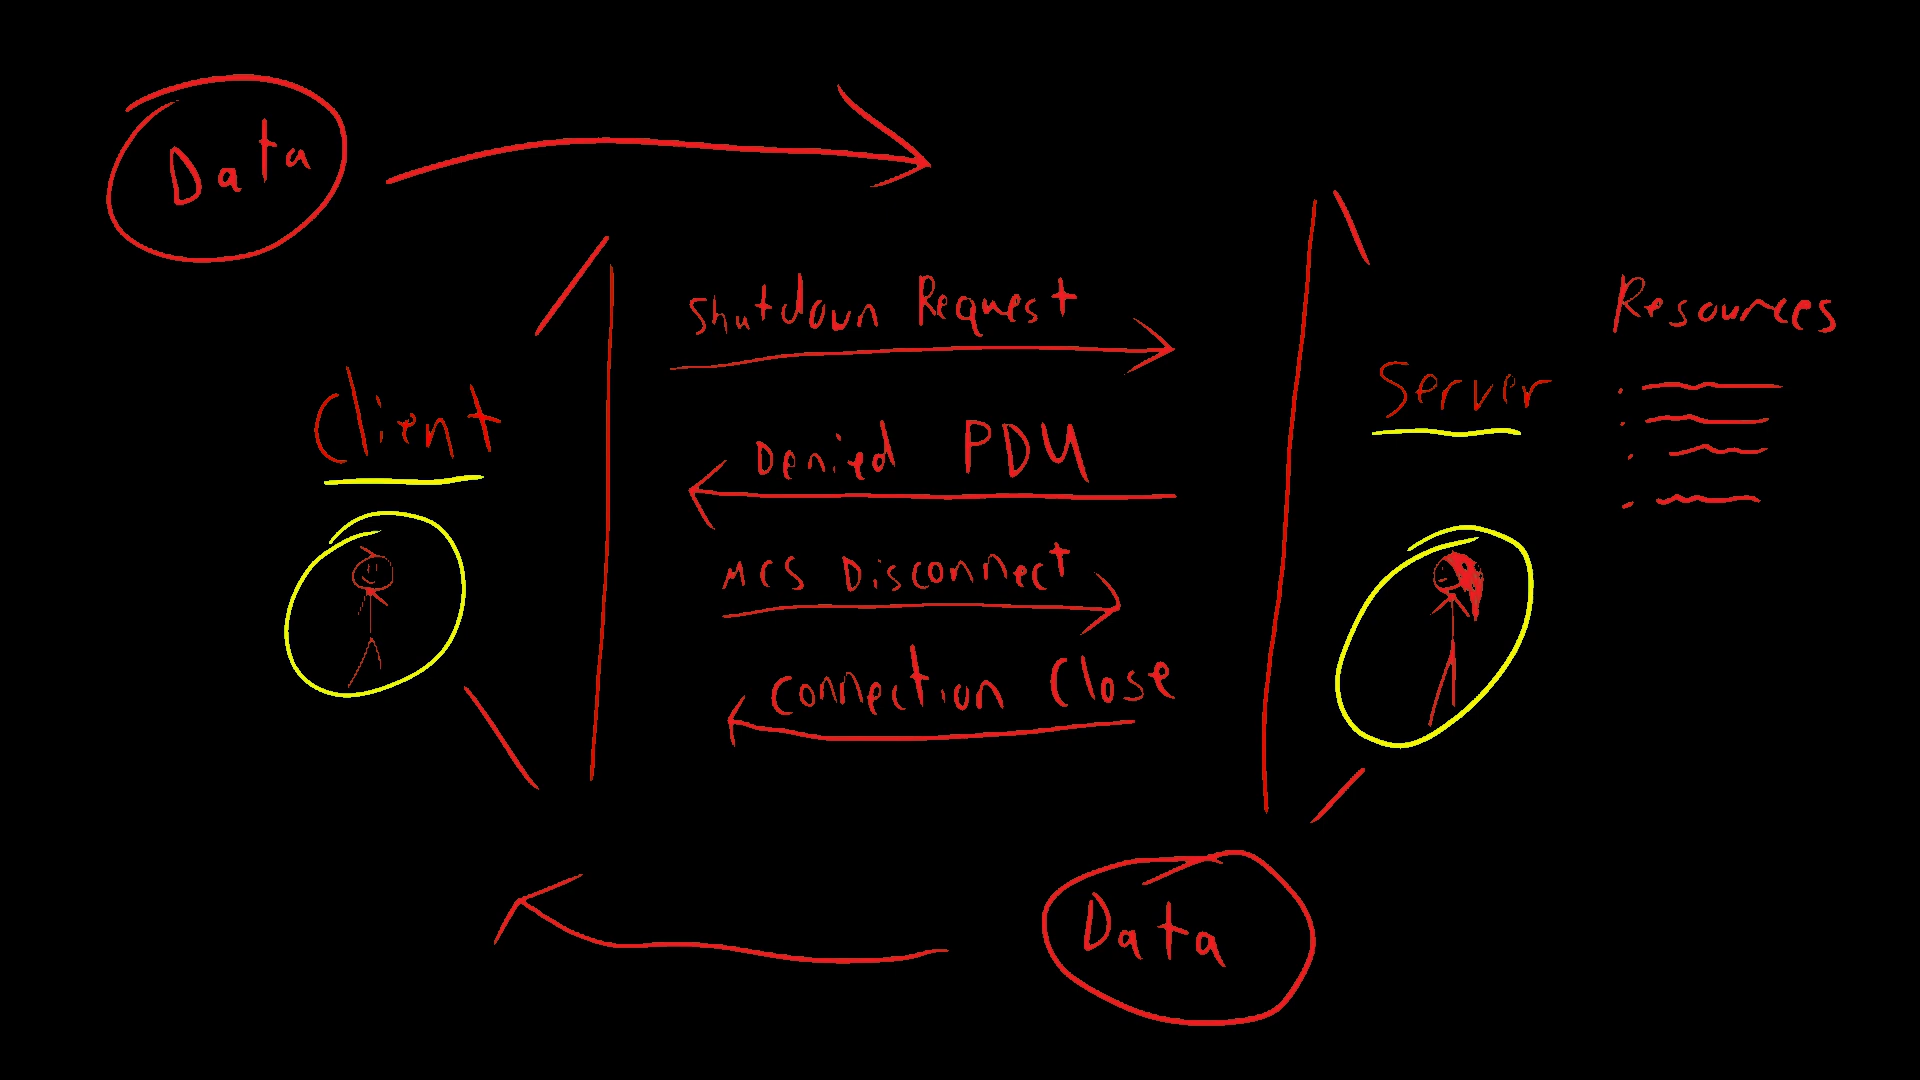 Data
Shutdown Request
Resources
Server
Client
Denied PDU
MCS Disconnect
Connection Close
Data